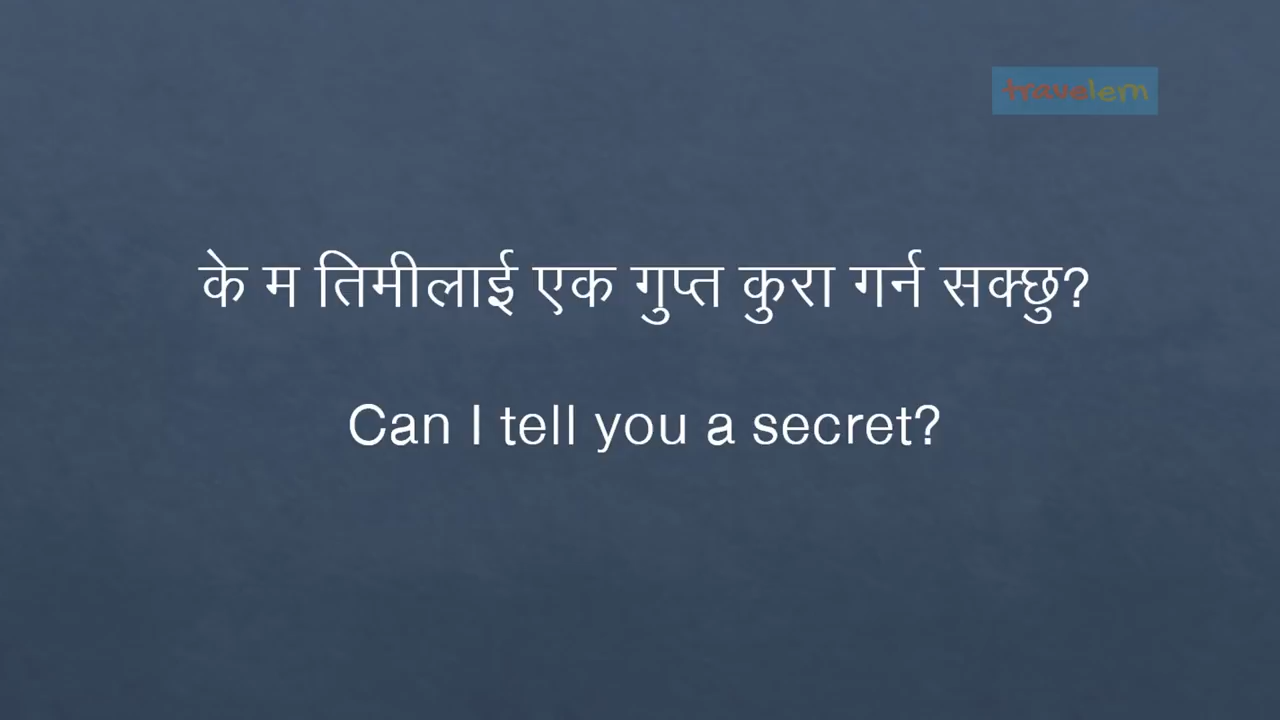 travelem
के म तिमीलाई एक गुप्त कुरा गर्न सक्छु?
Can I tell you a secret?